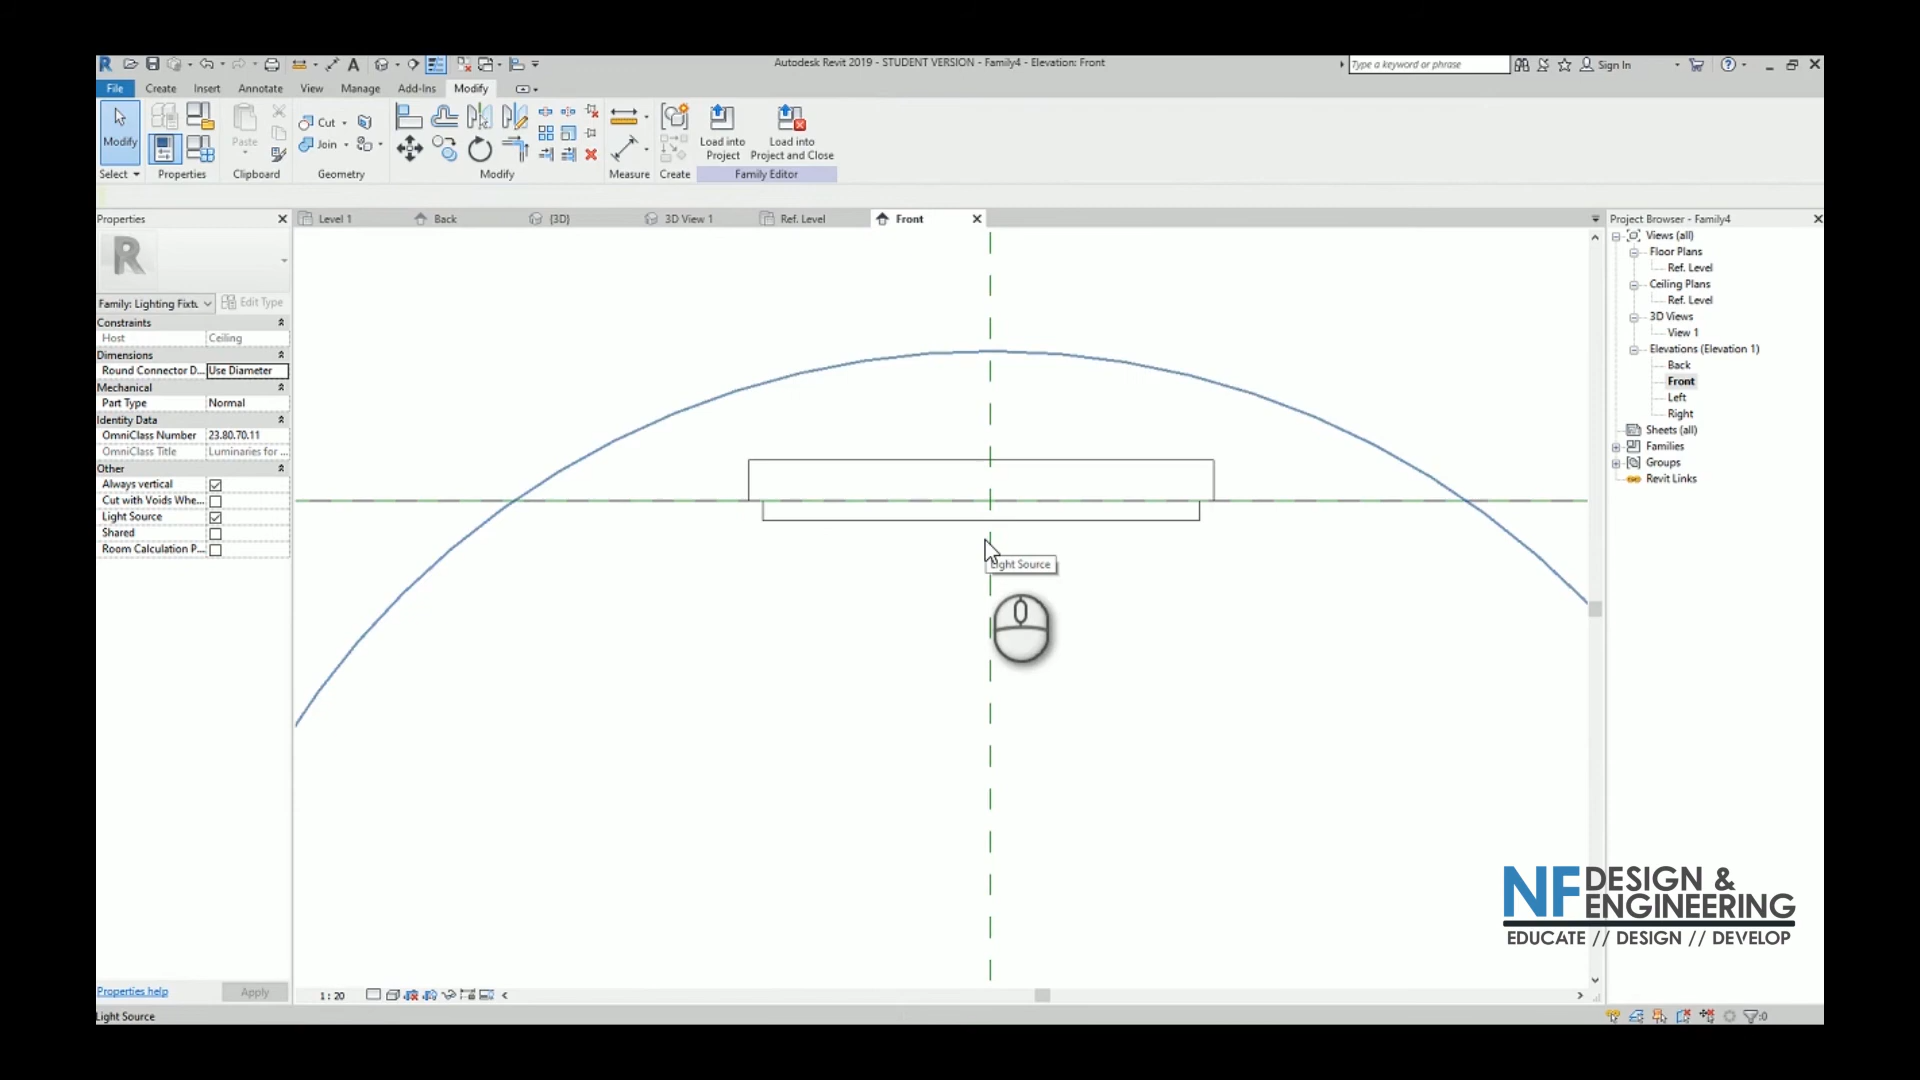 Autodesk Revit 2019 - STUDENT VERSION - Family4 - Elevation: Front
Type a keyword or phrase
Sign In
File Create Insert Annotate View Manage Add-Ins Modify
Modify
Paste
Cut
Join
Load into Project
Load into Project and Close
Select Properties Clipboard Geometry Modify Measure Create Family Editor
Properties
Level 1
Back
{3D}
3D View 1
Ref. Level
Front
Project Browser - Family4
R
Family: Lighting Fixtu
Edit Type
Constraints
Host Ceiling
Dimensions
Round Connector D... Use Diameter
Mechanical
Part Type Normal
Identity Data
OmniClass Number 23.80.70.11
OmniClass Title Luminaries for ...
Other
Always vertical
Cut with Voids Whe...
Light Source
Shared
Room Calculation P...
Properties help
Apply
Light Source
Views (all)
Floor Plans
Ref. Level
Ceiling Plans
Ref. Level
3D Views
View 1
Elevations (Elevation 1)
Back
Front
Left
Right
Sheets (all)
Families
Groups
Revit Links
NF DESIGN &
ENGINEERING
EDUCATE // DESIGN // DEVELOP
1 : 20
Light Source
:0